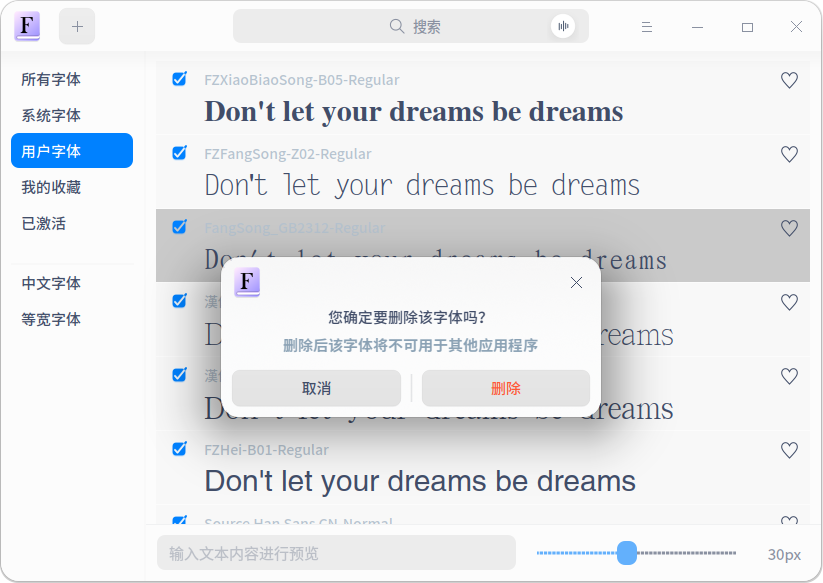 F
搜索
所有字体
系统字体
用户字体
我的收藏
已激活
中文字体
等宽字体
FZXiaoBiaoSong-B05-Regular
Don't let your dreams be dreams
FZFangSong-Z02-Regular
Don't let your dreams be dreams
FangSong_GB2312-Regular
Don't let your dreams be dreams
漢
D reams
漢
Don't let your dreams be dreams
FZHei-B01-Regular
Don't let your dreams be dreams
Source Han Sans CN-Normal
F
您确定要删除该字体吗?
删除后该字体将不可用于其他应用程序
取消
删除
输入文本内容进行预览
30px